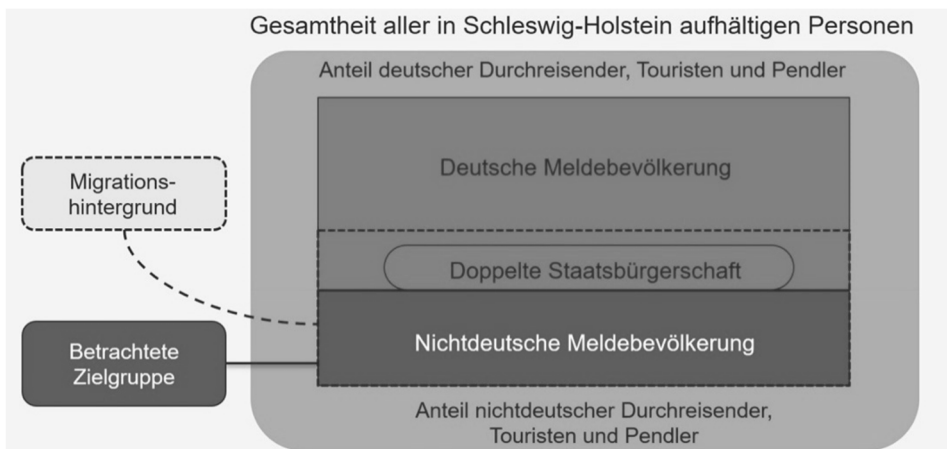 Gesamtheit aller in Schleswig-Holstein aufhältigen Personen
Anteil deutscher Durchreisender, Touristen und Pendler
Deutsche Meldebevölkerung
Migrations-
hintergrund
Doppelte Staatsbürgerschaft
Nichtdeutsche Meldebevölkerung
Betrachtete
Zielgruppe
Anteil nichtdeutscher Durchreisender,
Touristen und Pendler